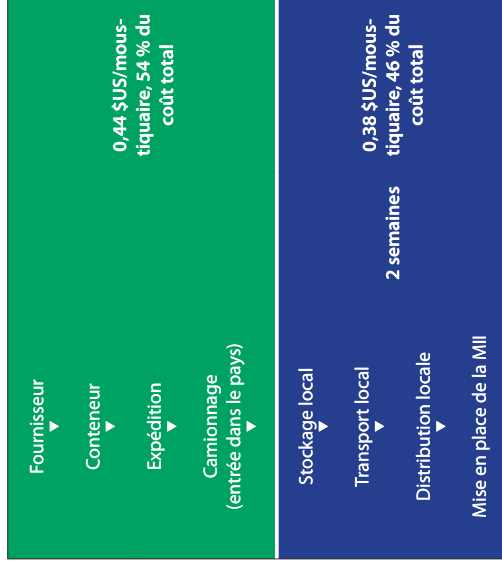 Fournisseur
Conteneur
Expédition
Camionnage
(entrée dans le pays)
0,44 $US/mous-
tiquaire, 54 % du
coût total
Stockage local
Transport local
Distribution locale
Mise en place de la MII
2 semaines
0,38 $US/mous-
tiquaire, 46 % du
coût total